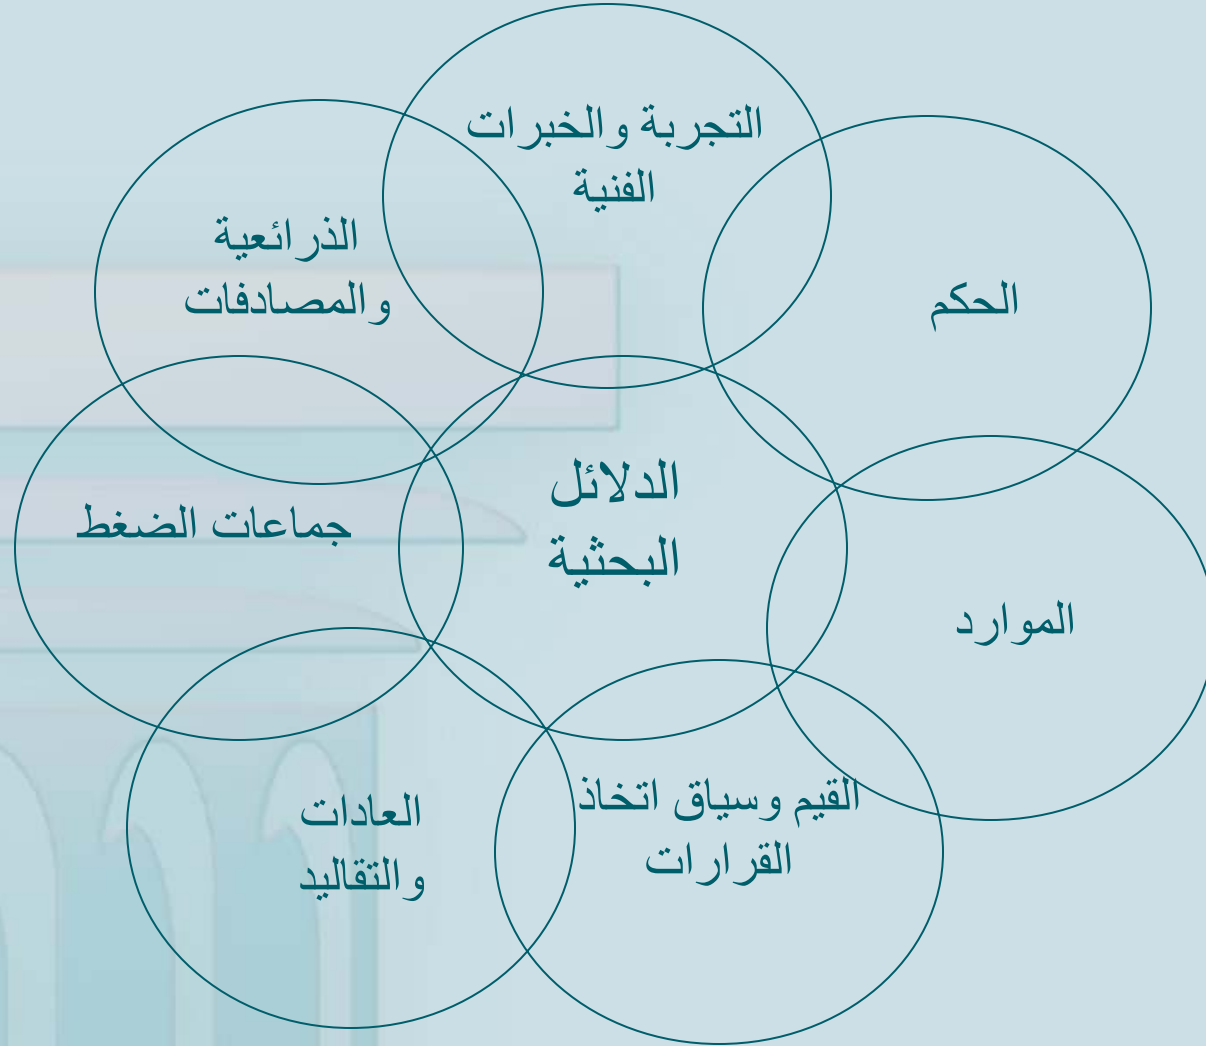 التجربة والخبرات
الفنية
الذرائعية
والمصادفات
الحكم
الدلائل
البحثية
جماعات الضغط
الموارد
القيم وسياق اتخاذ
القرارات
العادات
والتقاليد